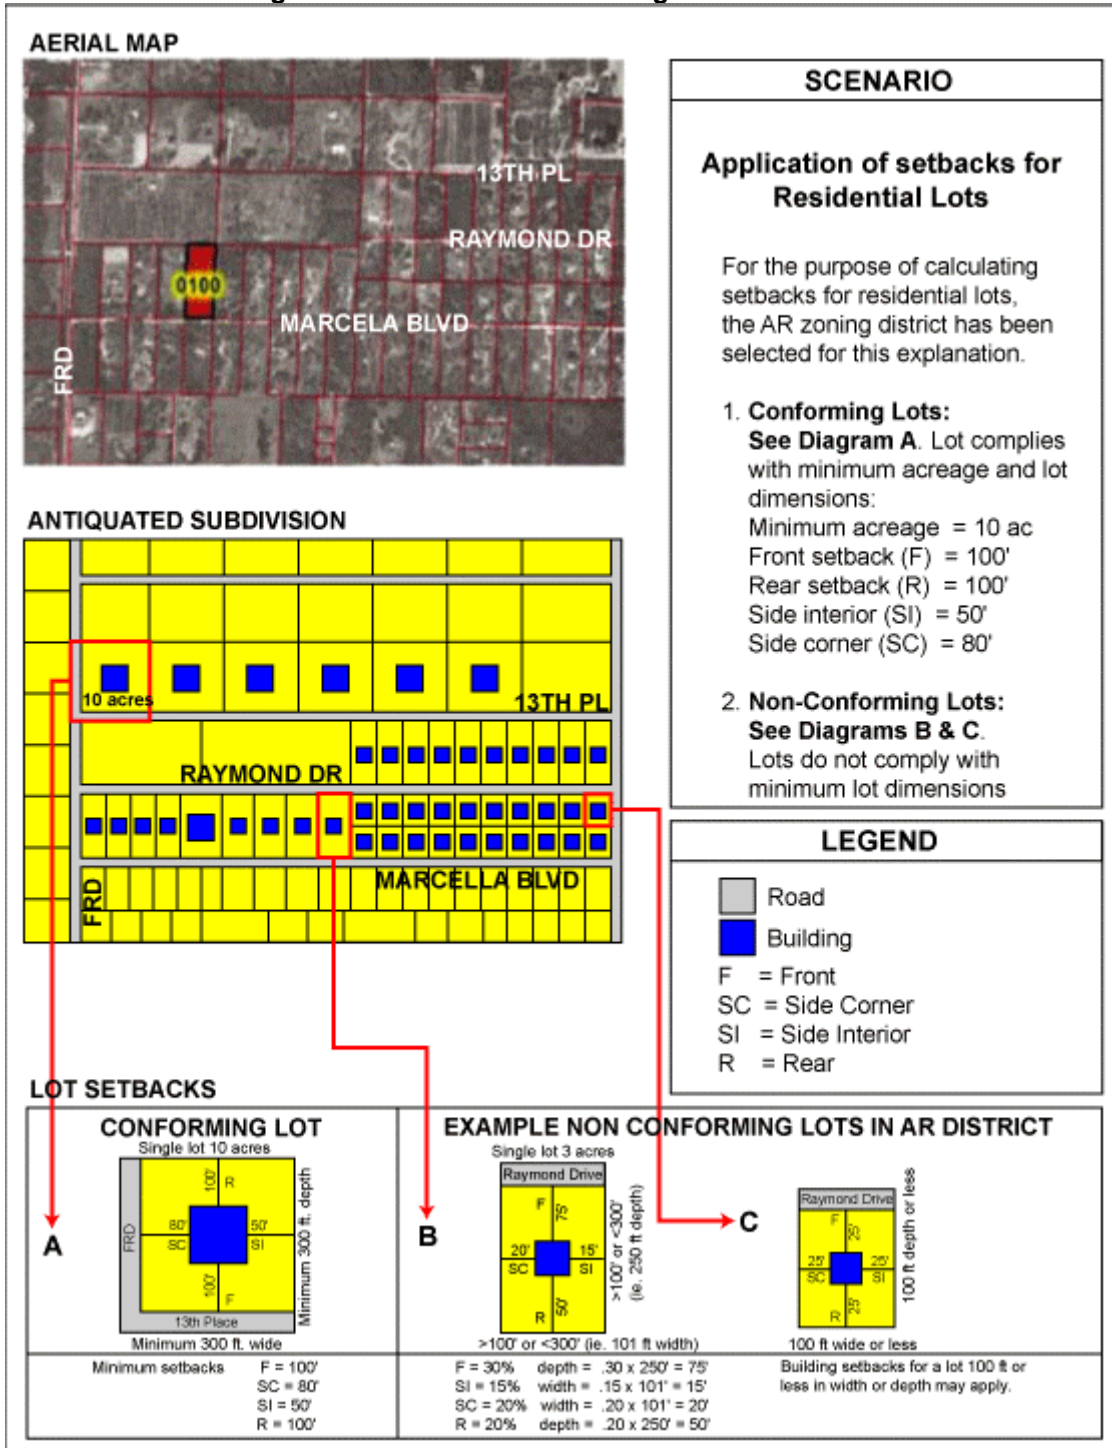 AERIAL MAP
13TH PL
RAYMOND DR
0100
MARCELA BLVD
FRD
SCENARIO
Application of setbacks for
Residential Lots
For the purpose of calculating
setbacks for residential lots,
the AR zoning district has been
selected for this explanation.
1. Conforming Lots:
See Diagram A. Lot complies
with minimum acreage and lot
dimensions:
Minimum acreage = 10 ac
Front setback (F) = 100'
Rear setback (R) = 100'
Side interior (SI) = 50'
Side corner (SC) = 80'
2. Non-Conforming Lots:
See Diagrams B & C.
Lots do not comply with
minimum lot dimensions
ANTIQUATED SUBDIVISION
10 acres
13TH PL
RAYMOND DR
MARCELLA BLVD
FRD
LEGEND
Road
Building
F = Front
SC = Side Corner
SI = Side Interior
R = Rear
LOT SETBACKS
CONFORMING LOT
Single lot 10 acres
A
FRD
100'
R
80'
SC
50'
SI
100'
F
13th Place
Minimum 300 ft. depth
Minimum 300 ft. wide
Minimum setbacks F = 100'
SC = 80'
SI = 50'
R = 100'
EXAMPLE NON CONFORMING LOTS IN AR DISTRICT
Single lot 3 acres
B
Raymond Drive
F
75'
20'
SC
15'
SI
R
50'
>100' or <300'
(ie. 250 ft depth)
>100' or <300' (ie. 101 ft width)
F = 30% depth = .30 x 250' = 75'
SI = 15% width = .15 x 101' = 15'
SC = 20% width = .20 x 101' = 20'
R = 20% depth = .20 x 250' = 50'
C
Raymond Drive
F
25'
25'
SC
25'
SI
R
25'
100 ft depth or less
100 ft wide or less
Building setbacks for a lot 100 ft or
less in width or depth may apply.